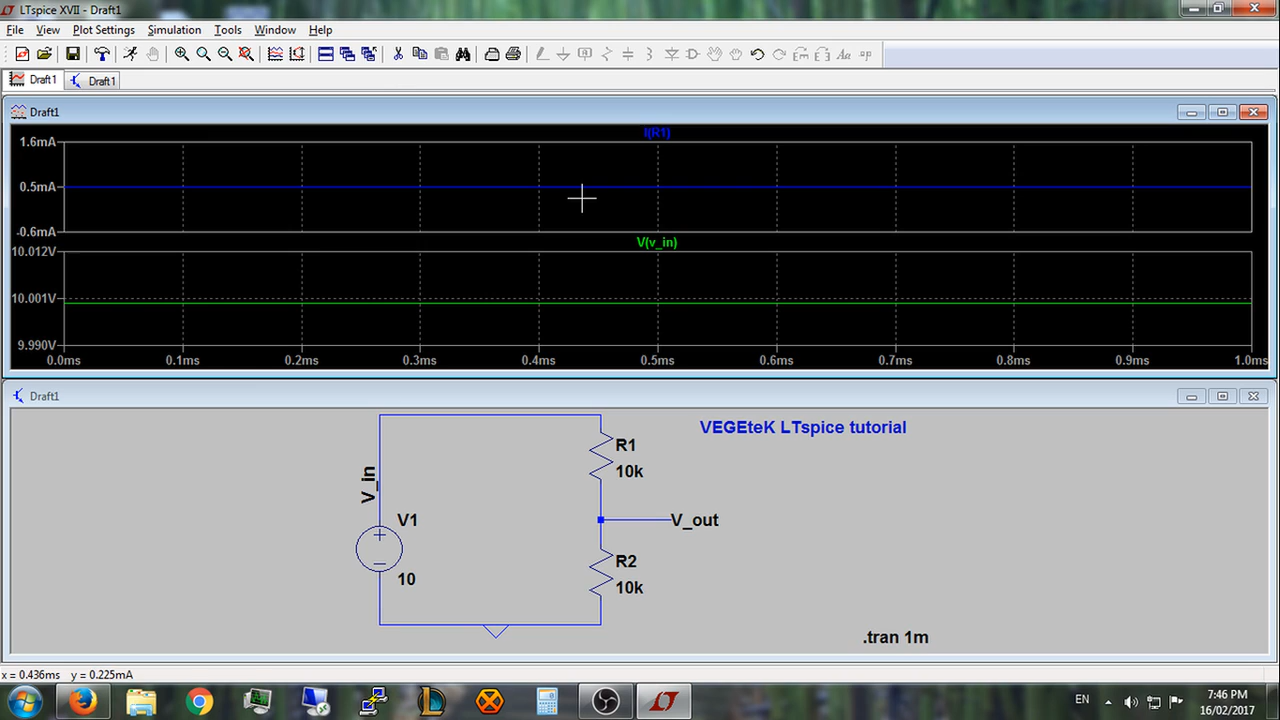 LTspice XVII - Draft1
File View Plot Settings Simulation Tools Window Help
Draft1 Draft1
Draft1
I(R1)
1.6mA
0.5mA
-0.6mA
V(v_in)
10.012V
10.001V
9.990V
0.0ms 0.1ms 0.2ms 0.3ms 0.4ms 0.5ms 0.6ms 0.7ms 0.8ms 0.9ms 1.0ms
Draft1
VEGEteK LTspice tutorial
R1
10k
V_in
V1
V_out
R2
10
10k
.tran 1m
x = 0.436ms y = 0.225mA
EN
7:46 PM
16/02/2017